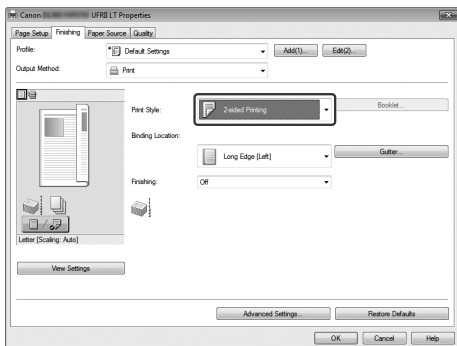 Canon UFRII LT Properties
Page Setup Finishing Paper Source Quality
Profile: Default Settings Add(1)... Edit(2)...
Output Method: Print
Print Style: 2-sided Printing Booklet...
Binding Location:
Long Edge [Left] Gutter...
Finishing: Off
Letter [Scaling: Auto]
View Settings
Advanced Settings... Restore Defaults
OK Cancel Help